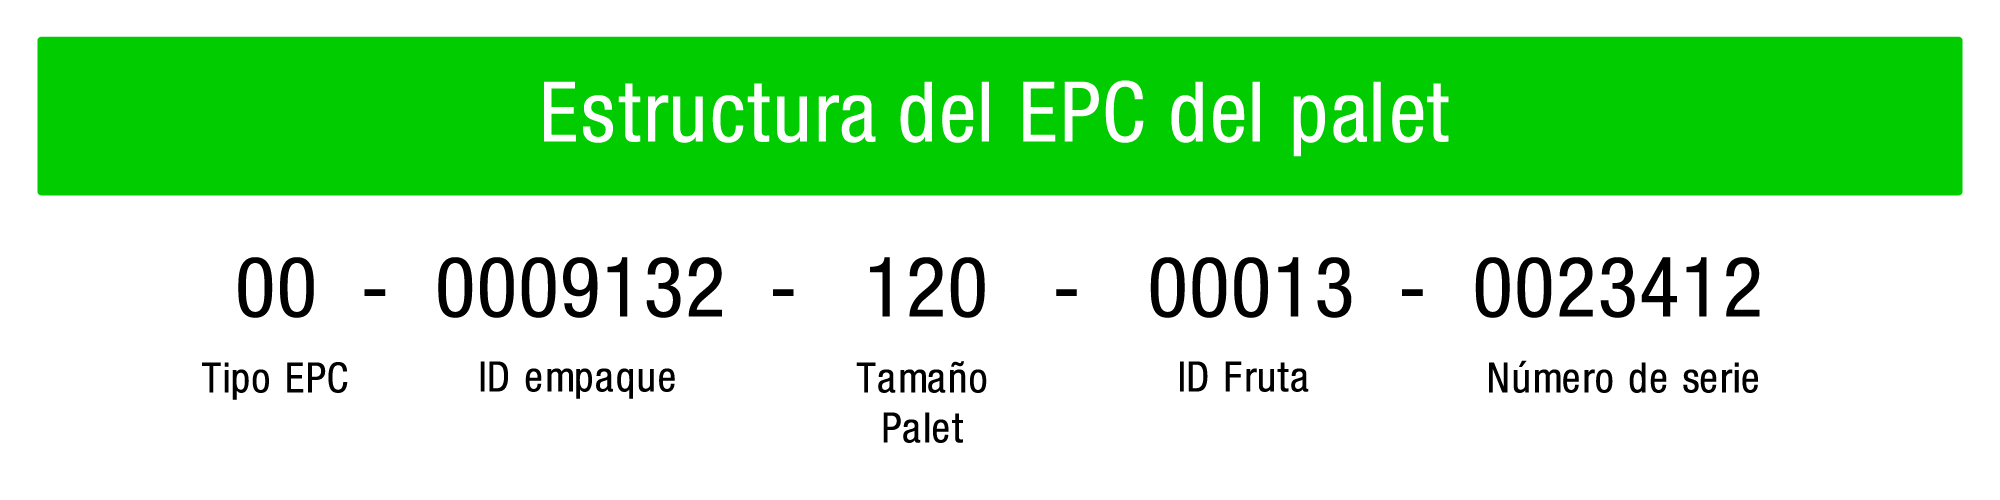 Estructura del EPC del palet
00 - 0009132 - 120 - 00013 - 0023412
Tipo EPC ID empaque Tamaño Palet ID Fruta Número de serie